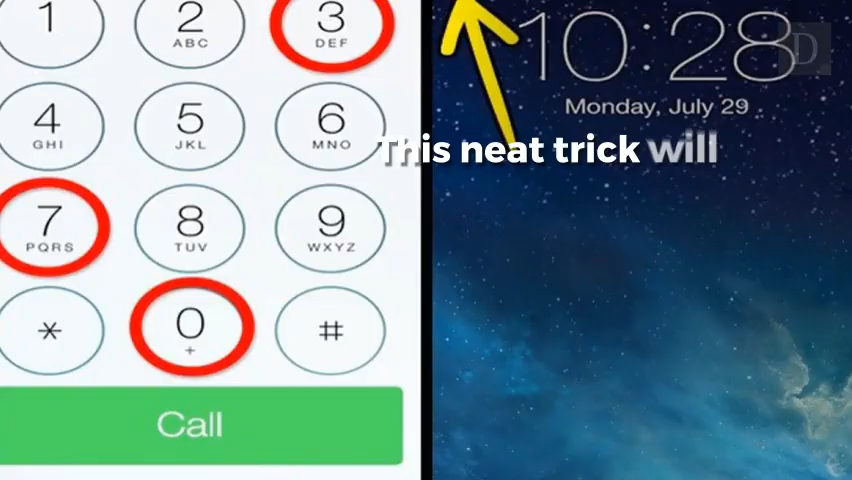 1
2
ABC
3
DEF
4
GHI
5
JKL
6
MNO
7
PQRS
8
TUV
9
WXYZ
*
0
+
#
Call
10:28
D
Monday, July 29
This neat trick will